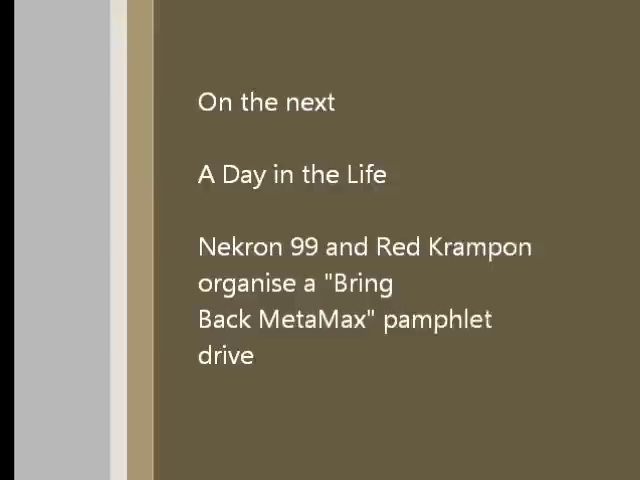 On the next
A Day in the Life
Nekron 99 and Red Krampon
organise a "Bring
Back MetaMax" pamphlet
drive